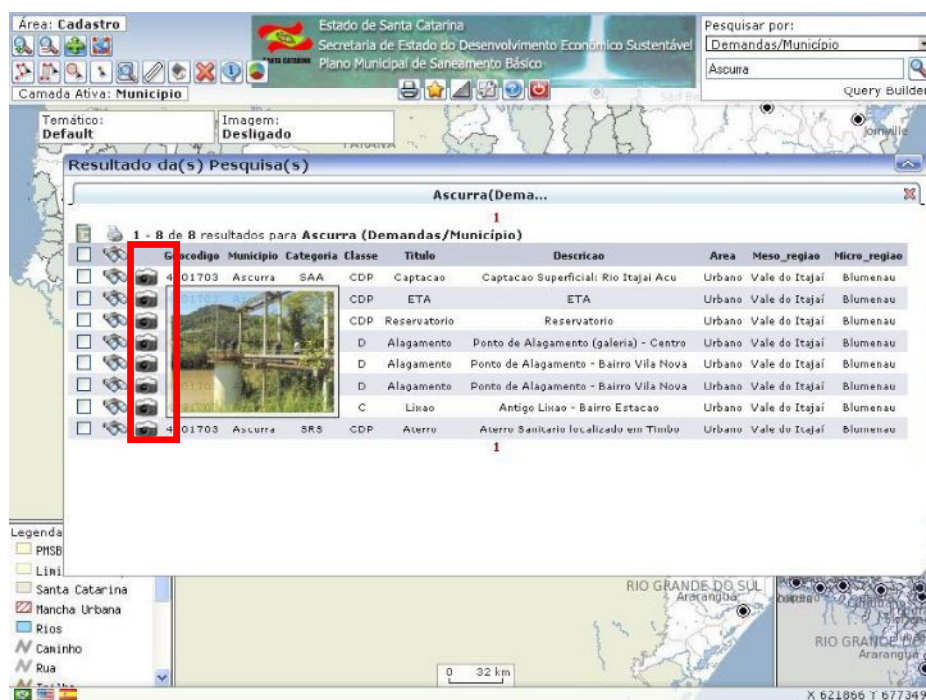 Área: Cadastro
Estado de Santa Catarina
Secretaria de Estado do Desenvolvimento Econômico Sustentável
Plano Municipal de Saneamento Básico
SANTA CATARINA
Pesquisar por:
Demandas/Município
Ascurra
Query Builder
Camada Ativa: Municipio
Temático:
Default
Imagem:
Desligado
Joinville
Resultado da(s) Pesquisa(s)
Ascurra(Dema...
1
1 - 8 de 8 resultados para Ascurra (Demandas/Município)
Geocodigo Municipio Categoria Classe Titulo Descricao Area Meso_regiao Micro_regiao
4201703 Ascurra SAA CDP Captacao Captacao Superficial: Rio Itajai Acu Urbano Vale do Itajaí Blumenau
CDP ETA ETA Urbano Vale do Itajaí Blumenau
CDP Reservatorio Reservatorio Urbano Vale do Itajaí Blumenau
D Alagamento Ponto de Alagamento (galeria) - Centro Urbano Vale do Itajaí Blumenau
D Alagamento Ponto de Alagamento - Bairro Vila Nova Urbano Vale do Itajaí Blumenau
D Alagamento Ponto de Alagamento - Bairro Vila Nova Urbano Vale do Itajaí Blumenau
C Lixao Antigo Lixao - Bairro Estacao Urbano Vale do Itajaí Blumenau
4201703 Ascurra SRS CDP Aterro Aterro Sanitario localizado em Timbo Urbano Vale do Itajaí Blumenau
1
Legenda
PMSB
Limi
Santa Catarina
Mancha Urbana
Rios
Caminho
Rua
RIO GRANDE DO SUL
Araranguá
RIO GRANDE DO
Ararangu
0 32 km
X 621866 Y 677349